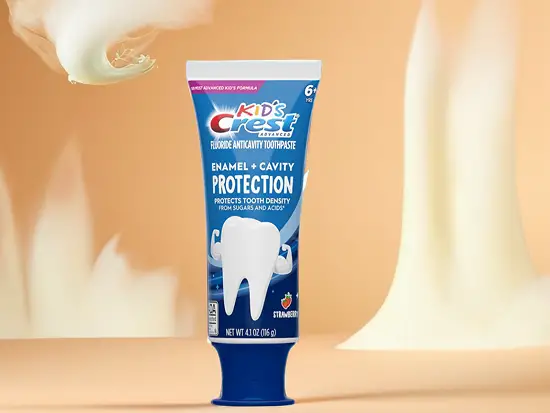 ADVANCED KID'S FORMULA
6+
YRS
KID'S
Crest
ADVANCED
FLUORIDE ANTICAVITY TOOTHPASTE
ENAMEL + CAVITY
PROTECTION
PROTECTS TOOTH DENSITY
FROM SUGARS AND ACIDS*
STRAWBERRY
NET WT 4.1 OZ (116 g)